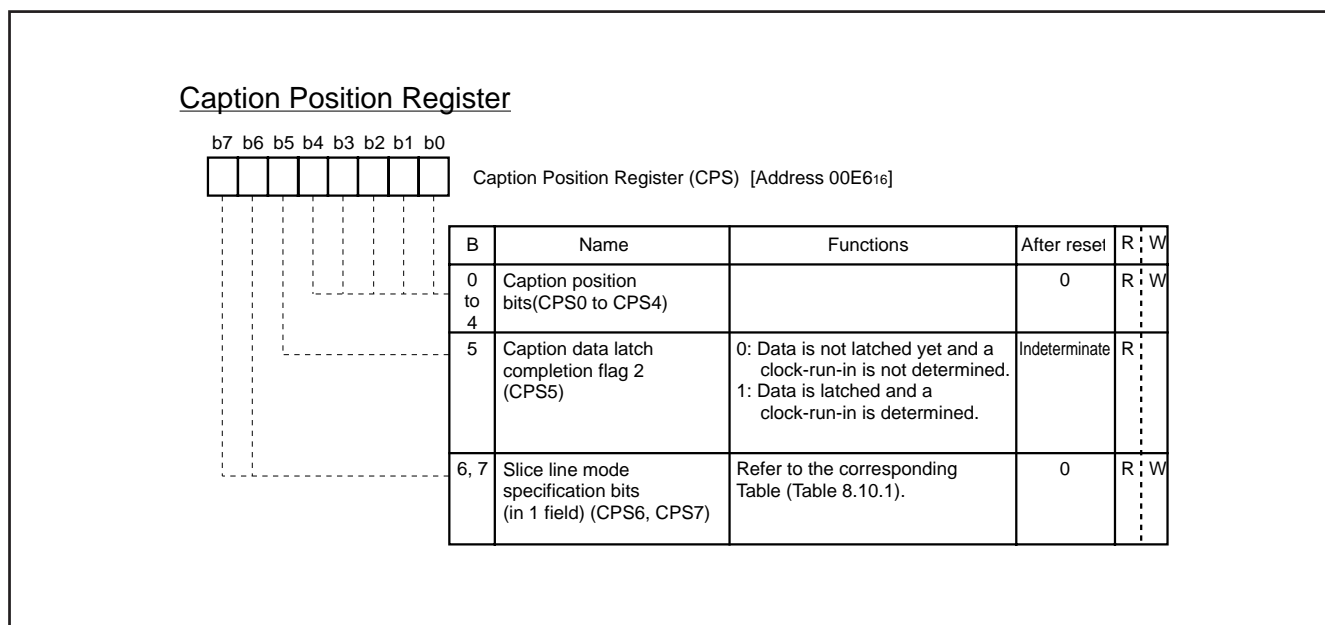 Caption Position Register
b7 b6 b5 b4 b3 b2 b1 b0
Caption Position Register (CPS) [Address 00E616]
B Name Functions After reset R W
0 to 4 Caption position bits(CPS0 to CPS4) 0 R W
5 Caption data latch completion flag 2 (CPS5) 0: Data is not latched yet and a clock-run-in is not determined. 1: Data is latched and a clock-run-in is determined. Indeterminate R
6, 7 Slice line mode specification bits (in 1 field) (CPS6, CPS7) Refer to the corresponding Table (Table 8.10.1). 0 R W